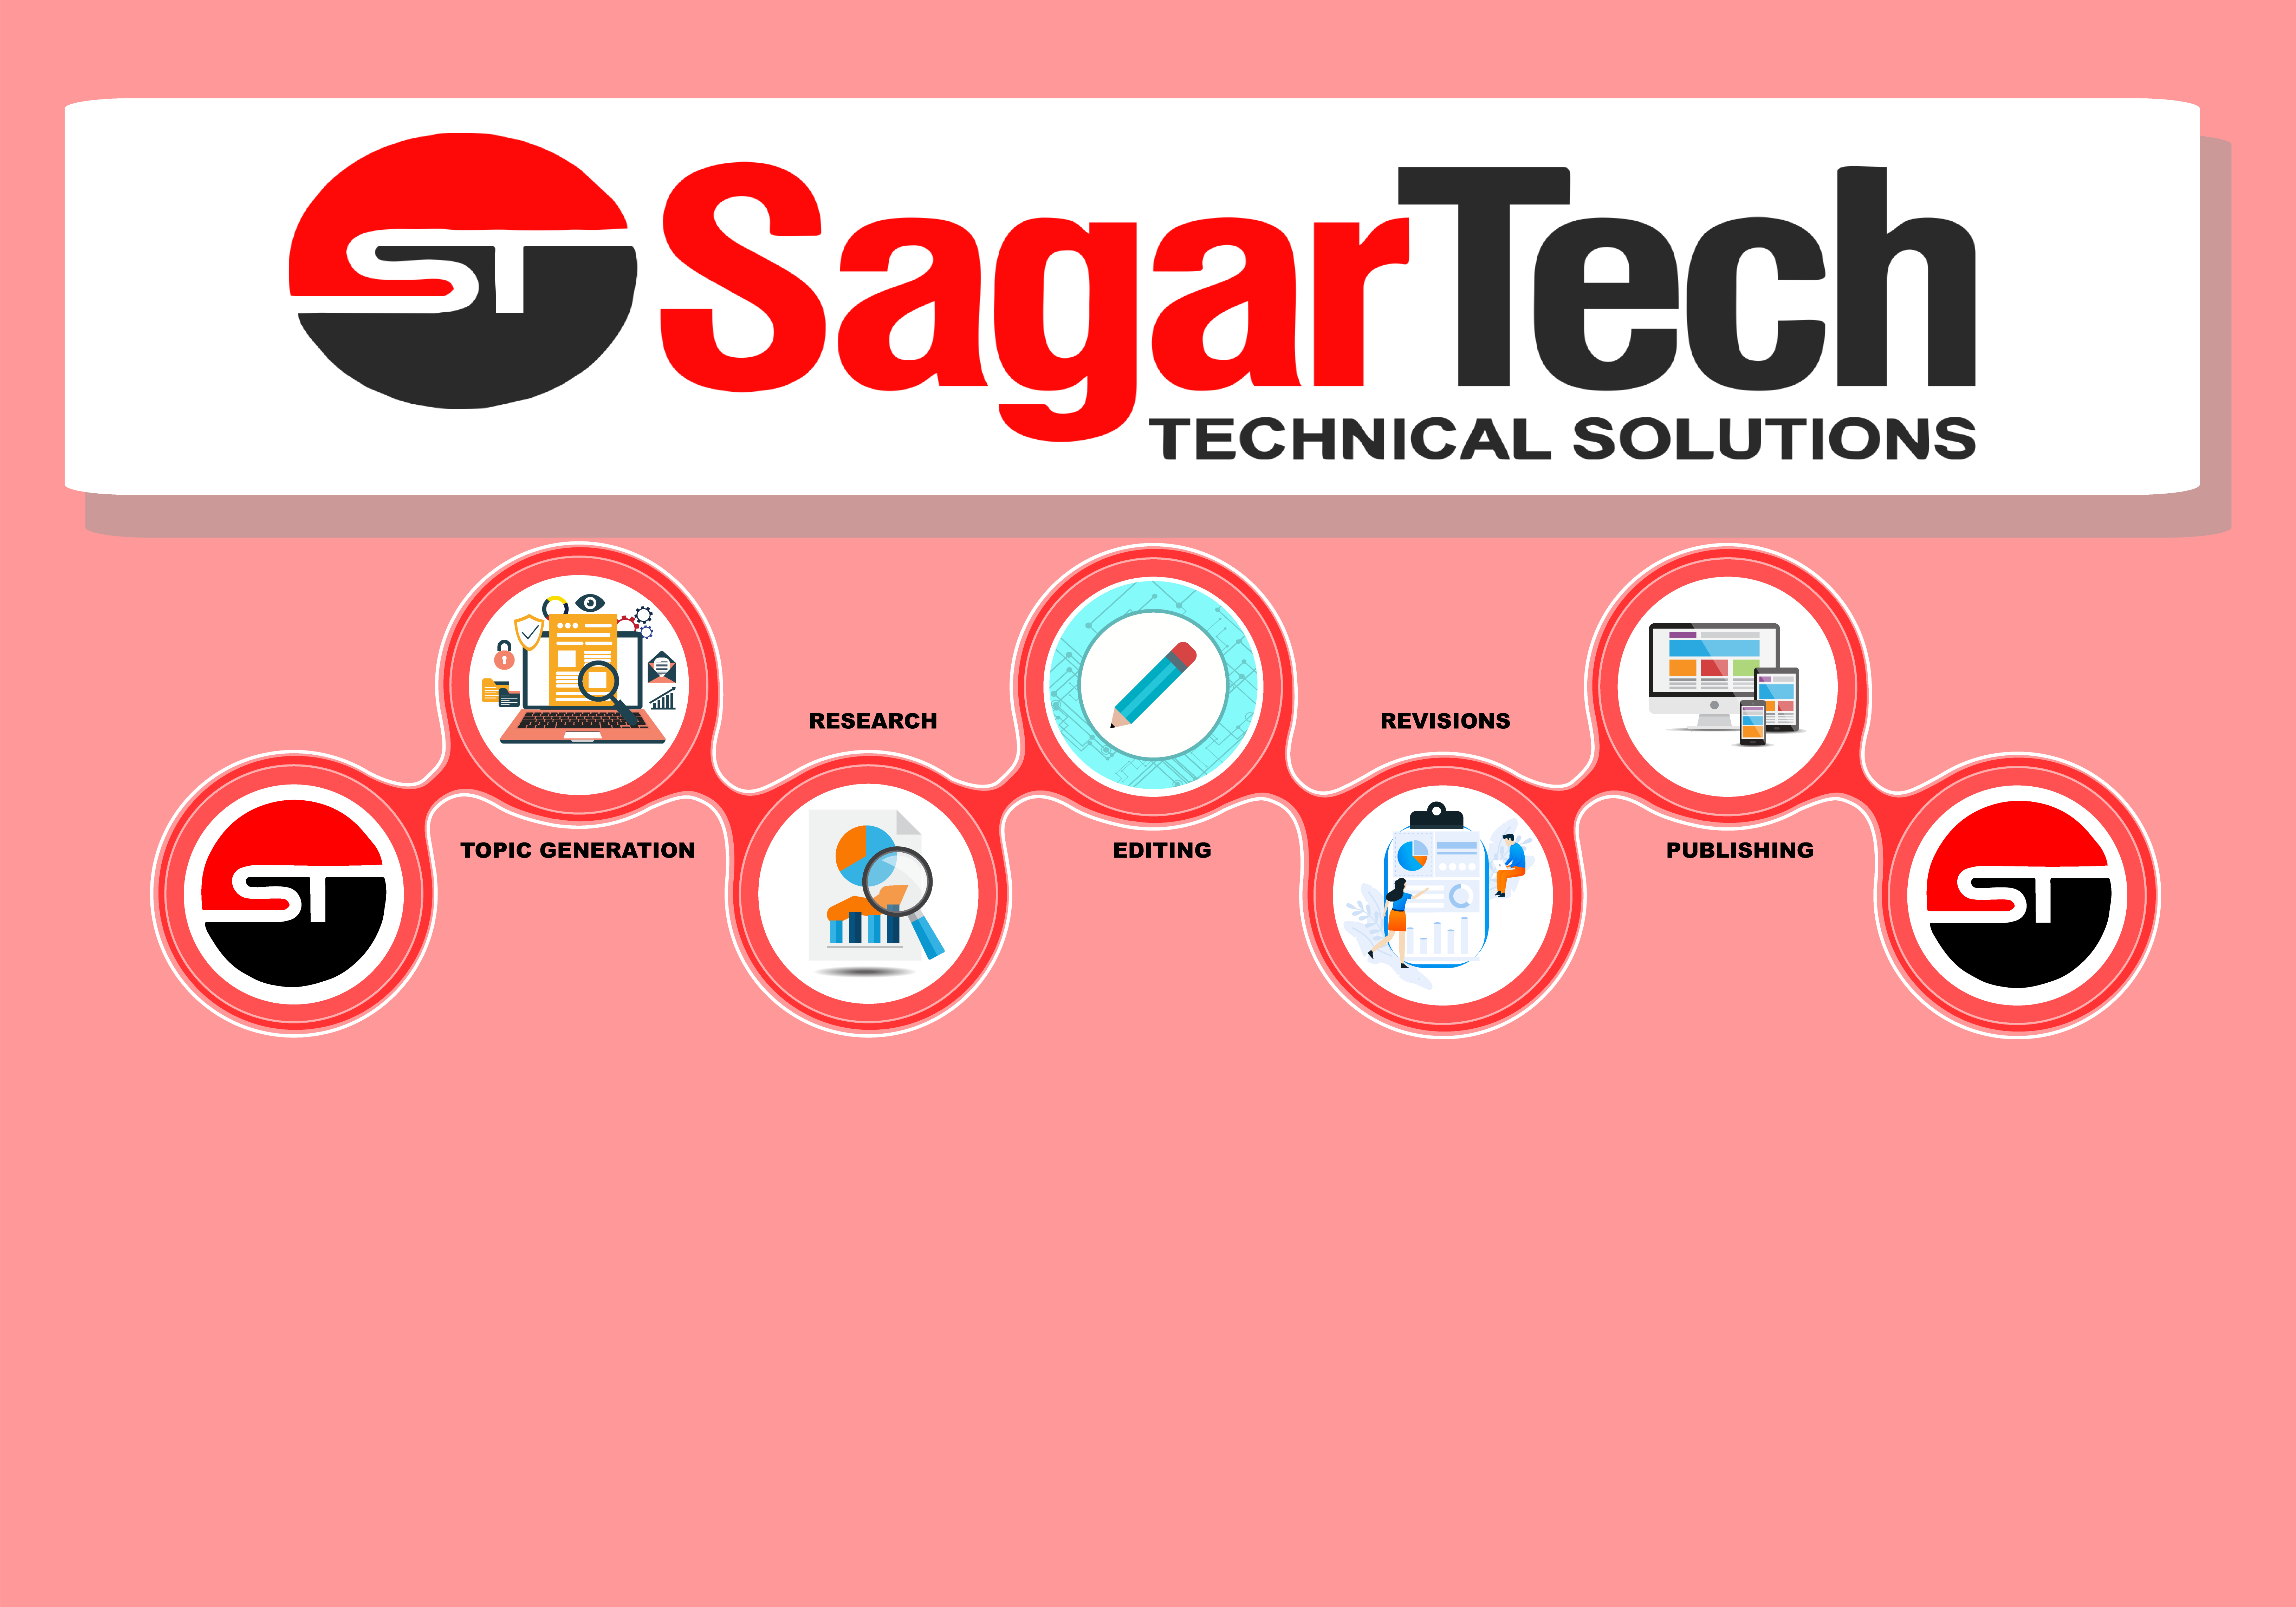 ST SagarTech
TECHNICAL SOLUTIONS
RESEARCH
REVISIONS
TOPIC GENERATION
EDITING
PUBLISHING
ST
ST